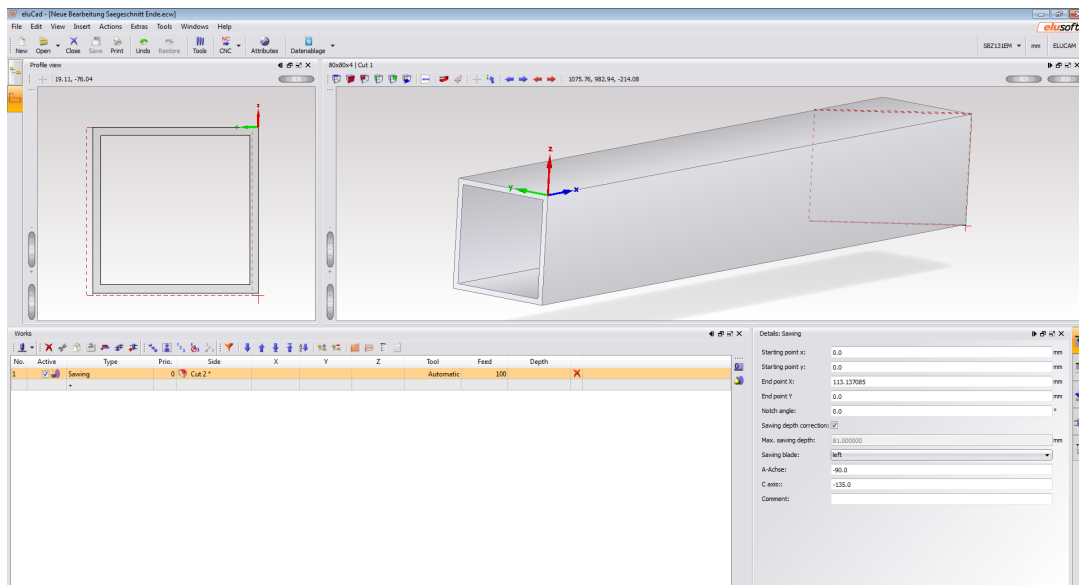 eluCad - [Neue Bearbeitung Saegeschnitt Ende.ecw]
File Edit View Insert Actions Extras Tools Windows Help
elusoft
New Open Close Save Print Undo Restore Tools CNC Attributes Datenablage
SBZ131EM mm ELUCAM
Profile view
80x80x4 | Cut 1
19.11, -76.04
1075.76, 982.94, -214.08
z
y
x
Works
Details: Sawing
No. Active Type Prio. Side X Y Z Tool Feed Depth
1 Sawing 0 Cut 2 * Automatic 100
+
Starting point x: 0.0 mm
Starting point y: 0.0 mm
End point X: 113.137085 mm
End point Y 0.0 mm
Notch angle: 0.0 °
Sawing depth correction:
Max. sawing depth: 81.000000 mm
Sawing blade: left
A-Achse: -90.0
C axis:: -135.0
Comment: